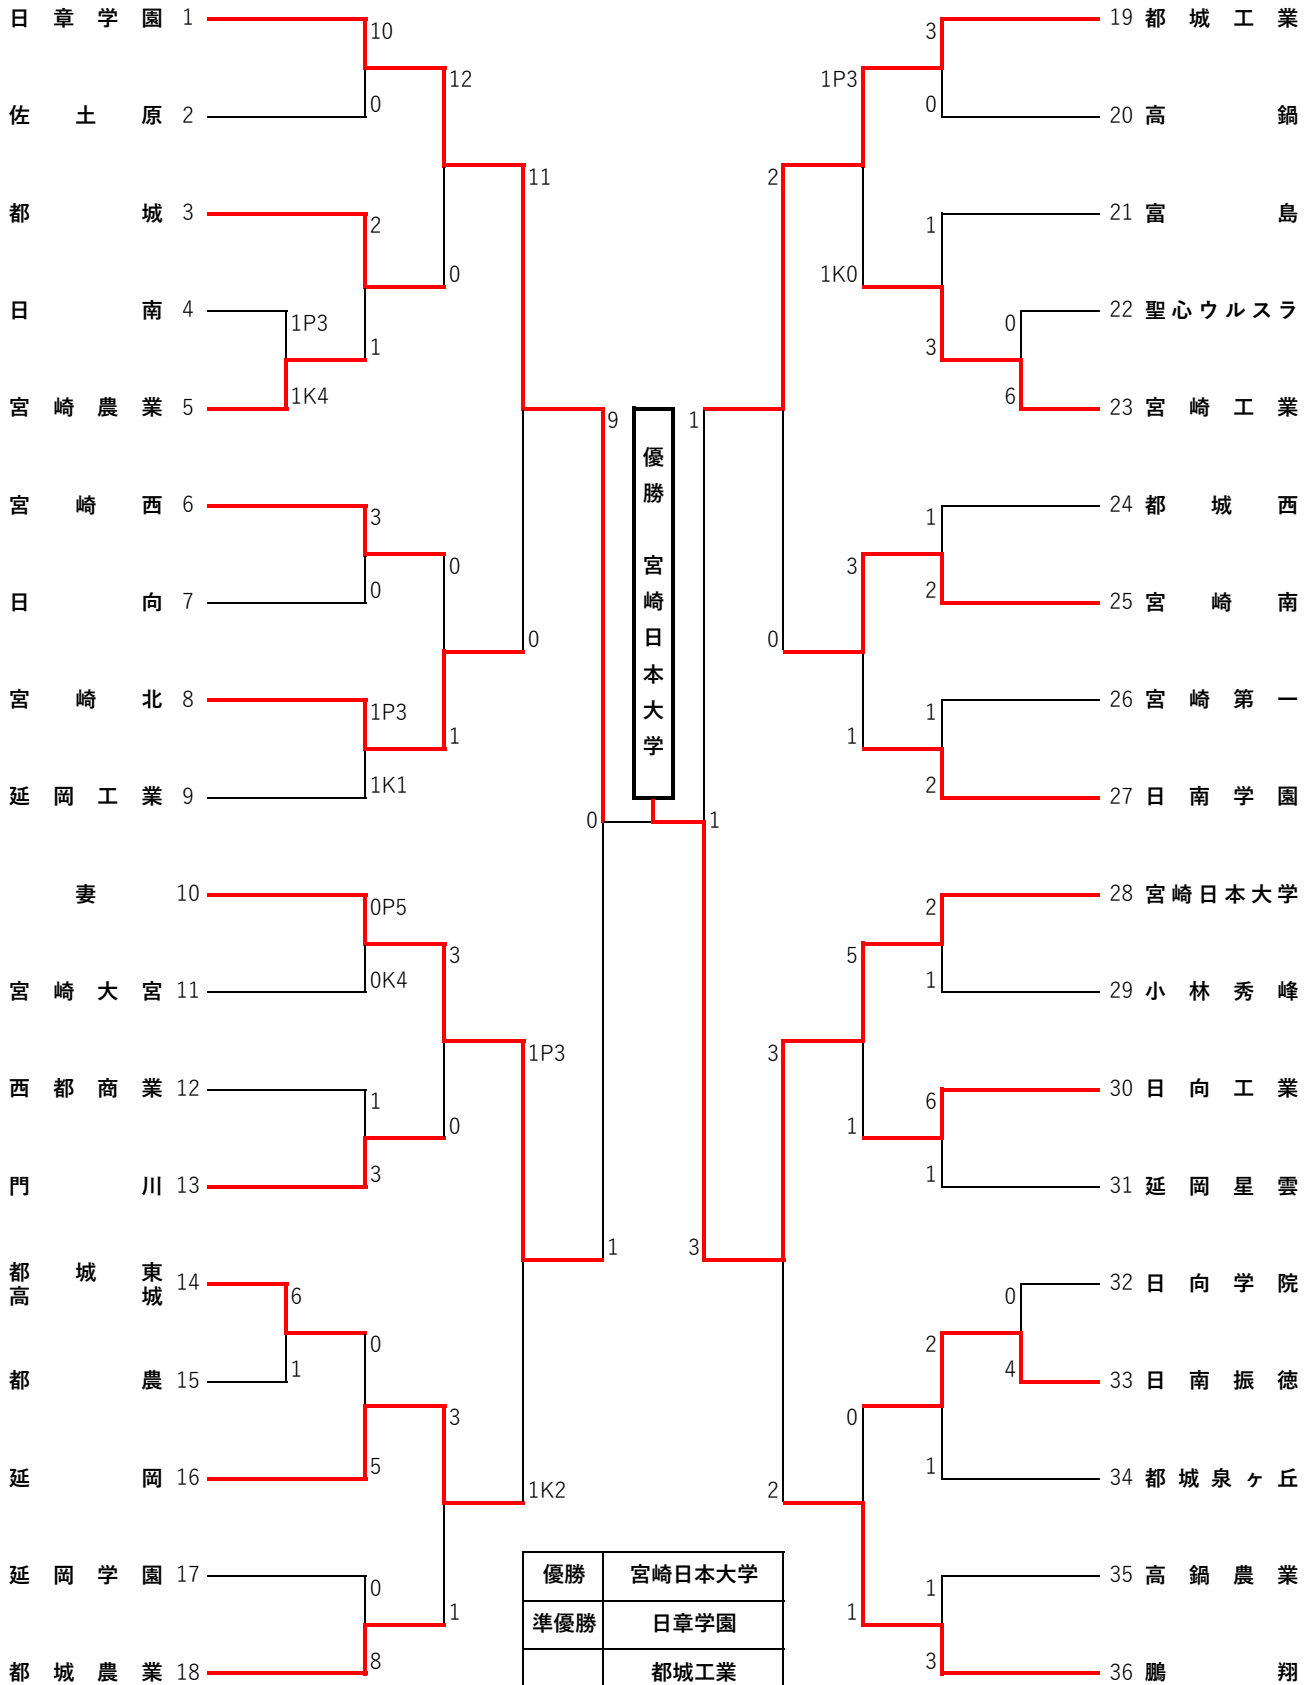 日章学園 1
10
12
佐土原 2
0
11
都城 3
2
0
日南 4
1P3
1
宮崎農業 5
1K4
9
宮崎西 6
3
0
日向 7
0
0
宮崎北 8
1P3
1
延岡工業 9
1K1
0
妻 10
0P5
3
宮崎大宮 11
0K4
1P3
西都商業 12
1
0
門川 13
3
1
都城東
高城 14
6
0
都農 15
1
3
延岡 16
5
1K2
延岡学園 17
0
1
都城農業 18
8
優勝 宮崎日本大学
19 都城工業
3
1P3
20 高鍋
0
2
21 富島
1
1K0
22 聖心ウルスラ
0
3
23 宮崎工業
6
1
24 都城西
1
3
25 宮崎南
2
0
26 宮崎第一
1
1
27 日南学園
2
1
28 宮崎日本大学
2
5
29 小林秀峰
1
3
30 日向工業
6
1
31 延岡星雲
1
3
32 日向学院
0
2
33 日南振徳
4
0
34 都城泉ヶ丘
1
2
35 高鍋農業
1
1
36 鵬翔
3
優勝 宮崎日本大学
準優勝 日章学園
都城工業